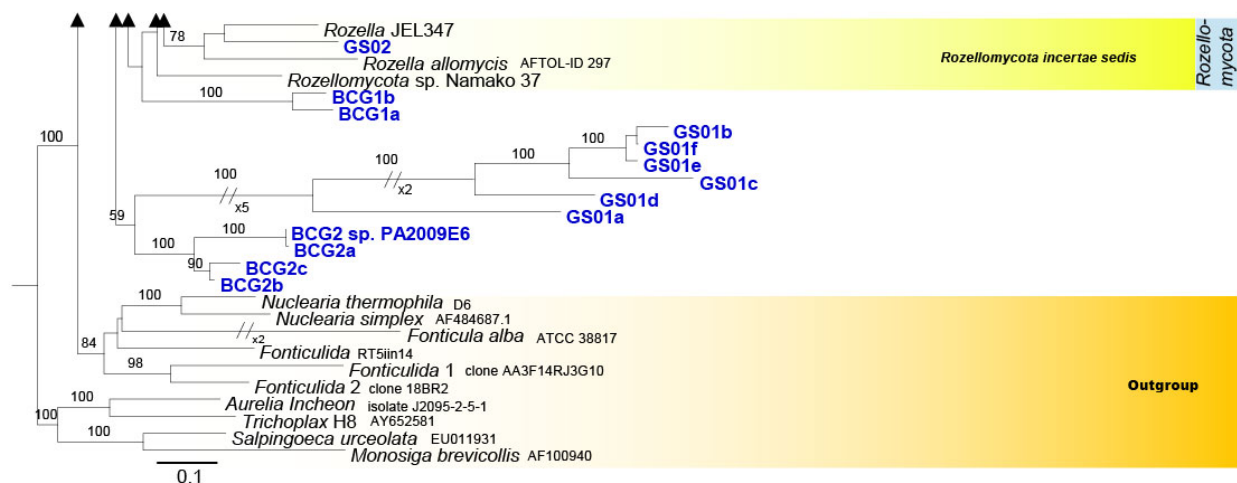 Rozella JEL347
78
GS02
Rozella allomycis AFTOL-ID 297
Rozellomycota incertae sedis
Rozello-
mycota
Rozellomycota sp. Namako 37
100
BCG1b
BCG1a
100
GS01b
100
GS01f
100
GS01e
100
100
GS01c
x2
GS01d
x5
GS01a
59
100
BCG2 sp. PA2009E6
100
BCG2a
90
BCG2c
BCG2b
100
Nuclearia thermophila D6
Nuclearia simplex AF484687.1
x2
Fonticula alba ATCC 38817
84
Fonticulida RT5iin14
98
Fonticulida 1 clone AA3F14RJ3G10
Fonticulida 2 clone 18BR2
Outgroup
100
Aurelia Incheon isolate J2095-2-5-1
100
Trichoplax H8 AY652581
100
Salpingoeca urceolata EU011931
Monosiga brevicollis AF100940
0.1